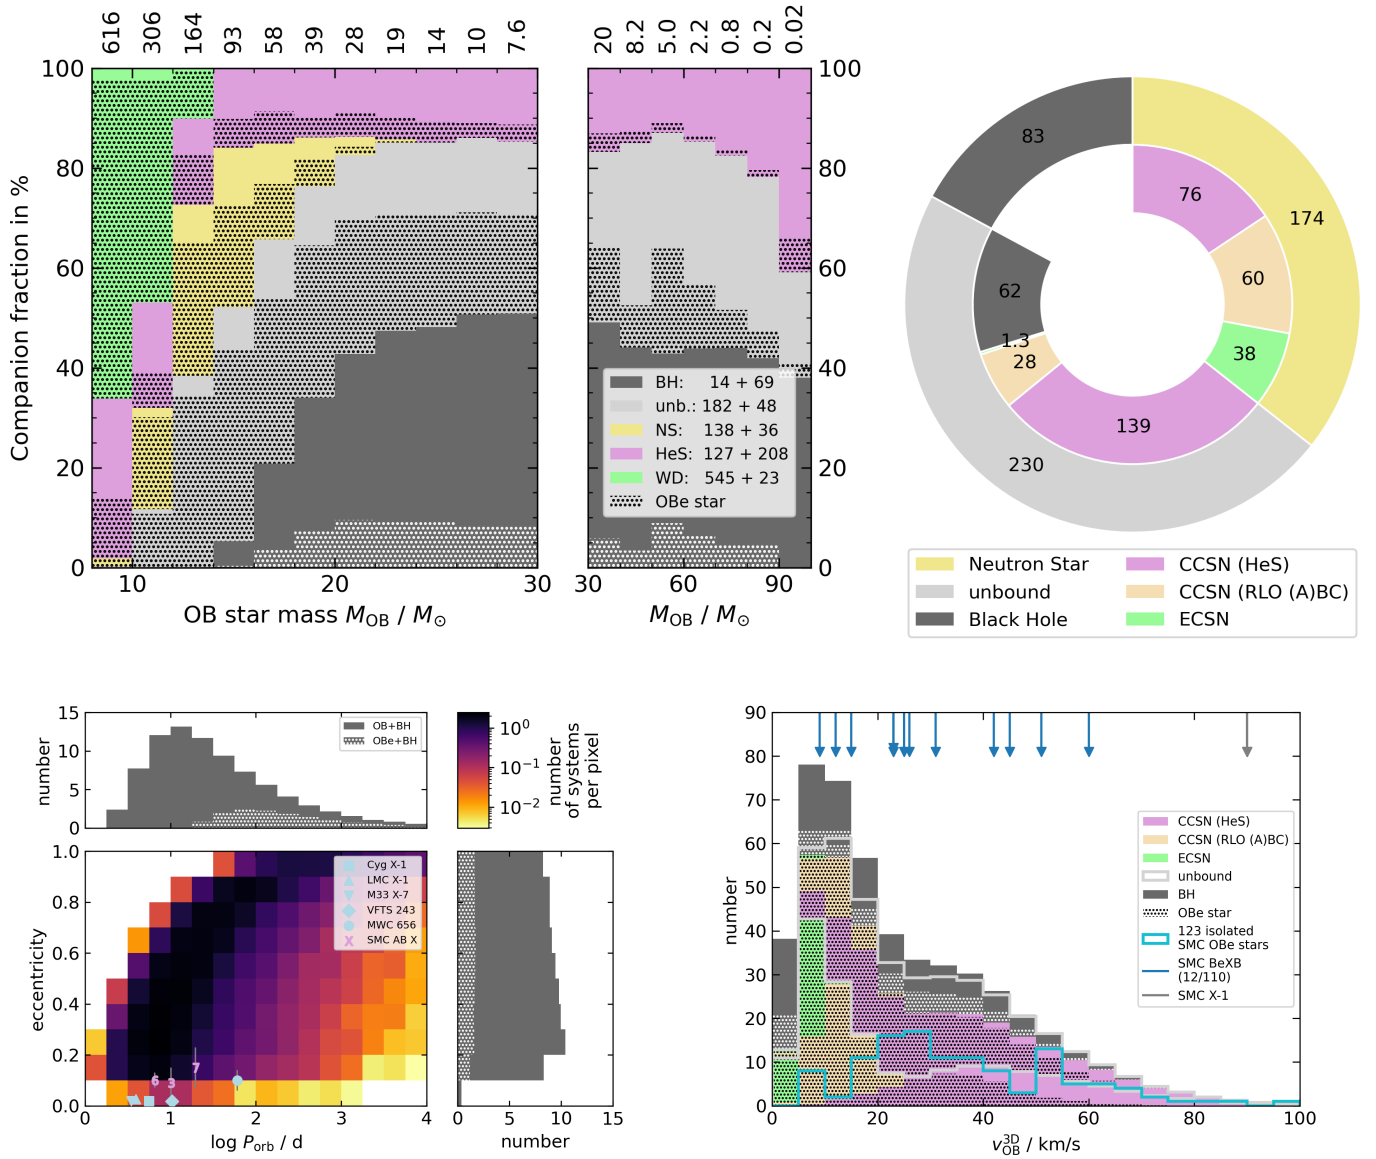 616 306 164 93 58 39 28 19 14 10 7.6
20 8.2 5.0 2.2 0.8 0.2 0.02
100
80
60
40
20
0
Companion fraction in %
10 20 30
OB star mass M_OB / M_⊙
100
80
60
40
20
0
30 60 90
M_OB / M_⊙
BH: 14 + 69
unb.: 182 + 48
NS: 138 + 36
HeS: 127 + 208
WD: 545 + 23
OBe star
83
76
174
60
62
1.3
28
38
139
230
Neutron Star
unbound
Black Hole
CCSN (HeS)
CCSN (RLO (A)BC)
ECSN
15
10
5
0
number
OB+BH
OBe+BH
10⁰
10⁻¹
10⁻²
number
of systems
per pixel
1.0
0.8
0.6
0.4
0.2
0.0
eccentricity
Cyg X-1
LMC X-1
M33 X-7
VFTS 243
MWC 656
SMC AB X
7
6
3
0 1 2 3 4
log P_orb / d
0 5 10 15
number
90
80
70
60
50
40
30
20
10
0
number
CCSN (HeS)
CCSN (RLO (A)BC)
ECSN
unbound
BH
OBe star
123 isolated
SMC OBe stars
SMC BeXB
(12/110)
SMC X-1
0 20 40 60 80 100
v_OB^3D / km/s